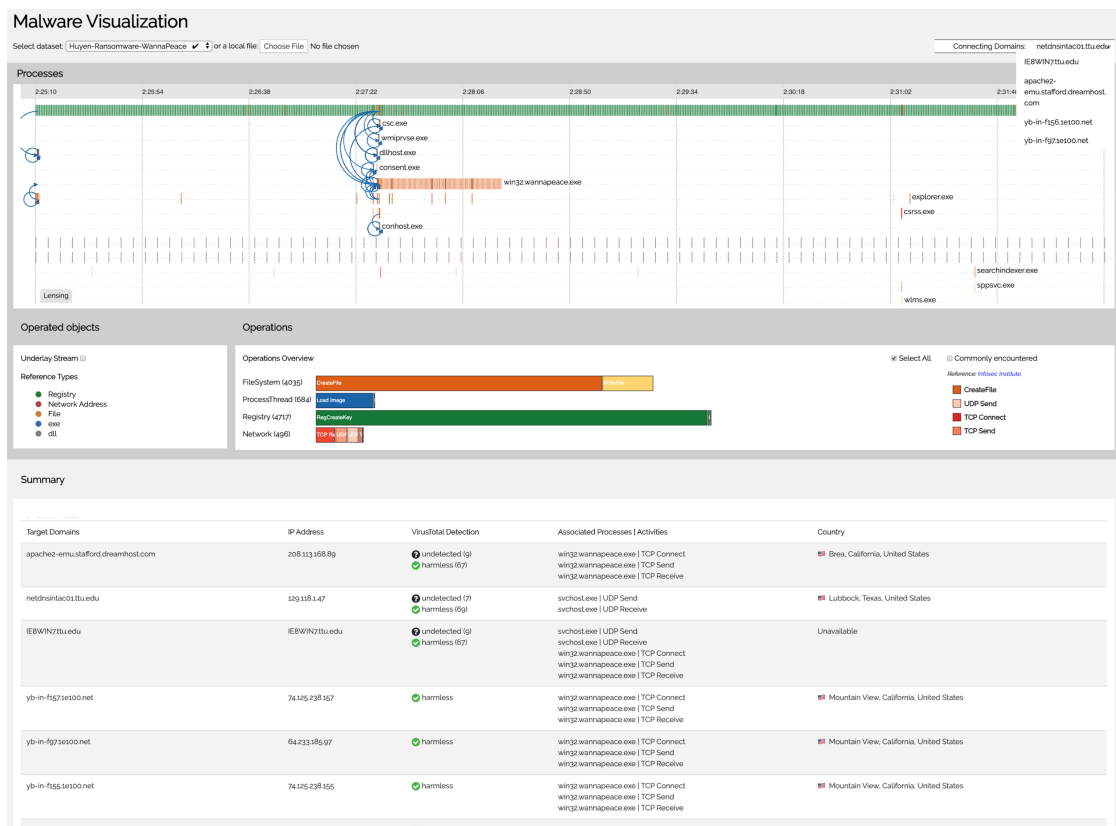 Malware Visualization
Select dataset: Huyen-Ransomware-WannaPeace ✔ or a local file: Choose File No file chosen
Connecting Domains: netdnsintac01.ttu.edu
IE8WIN7.ttu.edu
apache2-
emu.stafford.dreamhost.
com
yb-in-f156.1e100.net
yb-in-f97.1e100.net
Processes
2:25:10 2:25:54 2:26:38 2:27:22 2:28:06 2:28:50 2:29:34 2:30:18 2:31:02 2:31:46
csc.exe
wmiprvse.exe
dllhost.exe
consent.exe
win32.wannapeace.exe
explorer.exe
csrss.exe
conhost.exe
searchindexer.exe
sppsvc.exe
Lensing
wlms.exe
Operated objects
Operations
Underlay Stream
Reference Types
Registry
Network Address
File
exe
dll
Operations Overview
Select All
Commonly encountered
Reference: Infosec Institute.
FileSystem (4035) CreateFile WriteFile
ProcessThread (684) Load Image
Registry (4717) RegCreateKey
Network (496) TCP Re UDP UDP T
CreateFile
UDP Send
TCP Connect
TCP Send
Summary
Target Domains IP Address VirusTotal Detection Associated Processes | Activities Country
apache2-emu.stafford.dreamhost.com 208.113.168.89 undetected (9) win32.wannapeace.exe | TCP Connect Brea, California, United States
harmless (67) win32.wannapeace.exe | TCP Send
win32.wannapeace.exe | TCP Receive
netdnsintac01.ttu.edu 129.118.1.47 undetected (7) svchost.exe | UDP Send Lubbock, Texas, United States
harmless (69) svchost.exe | UDP Receive
IE8WIN7.ttu.edu IE8WIN7.ttu.edu undetected (9) svchost.exe | UDP Send Unavailable
harmless (67) svchost.exe | UDP Receive
win32.wannapeace.exe | TCP Connect
win32.wannapeace.exe | TCP Send
win32.wannapeace.exe | TCP Receive
yb-in-f157.1e100.net 74.125.238.157 harmless win32.wannapeace.exe | TCP Connect Mountain View, California, United States
win32.wannapeace.exe | TCP Send
win32.wannapeace.exe | TCP Receive
yb-in-f97.1e100.net 64.233.185.97 harmless win32.wannapeace.exe | TCP Connect Mountain View, California, United States
win32.wannapeace.exe | TCP Send
win32.wannapeace.exe | TCP Receive
yb-in-f155.1e100.net 74.125.238.155 harmless win32.wannapeace.exe | TCP Connect Mountain View, California, United States
win32.wannapeace.exe | TCP Send
win32.wannapeace.exe | TCP Receive